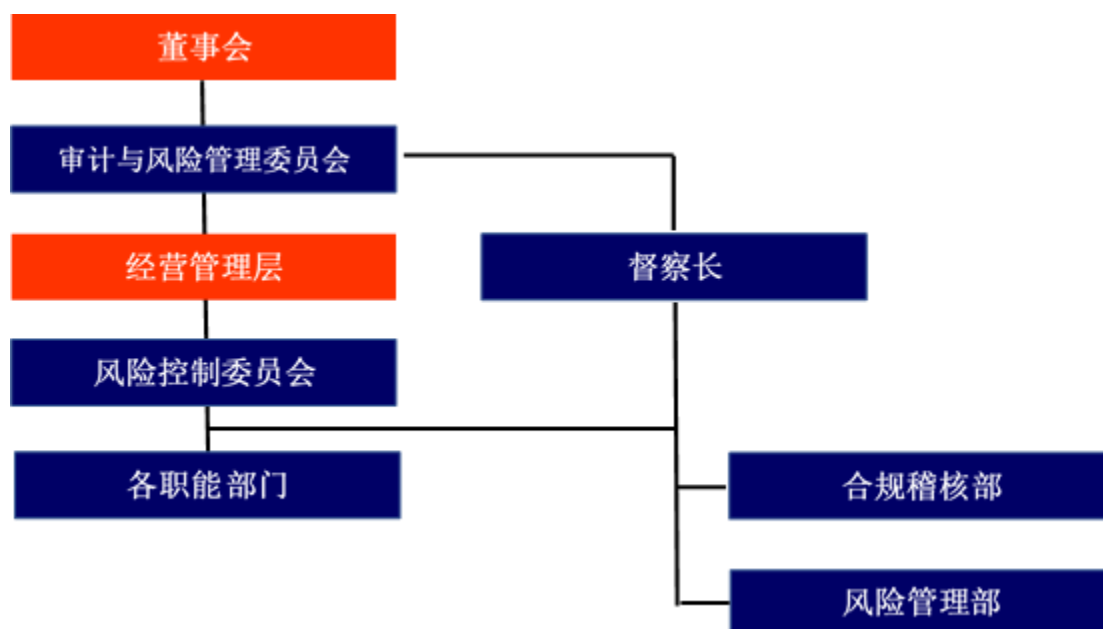 董事会
审计与风险管理委员会
经营管理层
督察长
风险控制委员会
各职能部门
合规稽核部
风险管理部